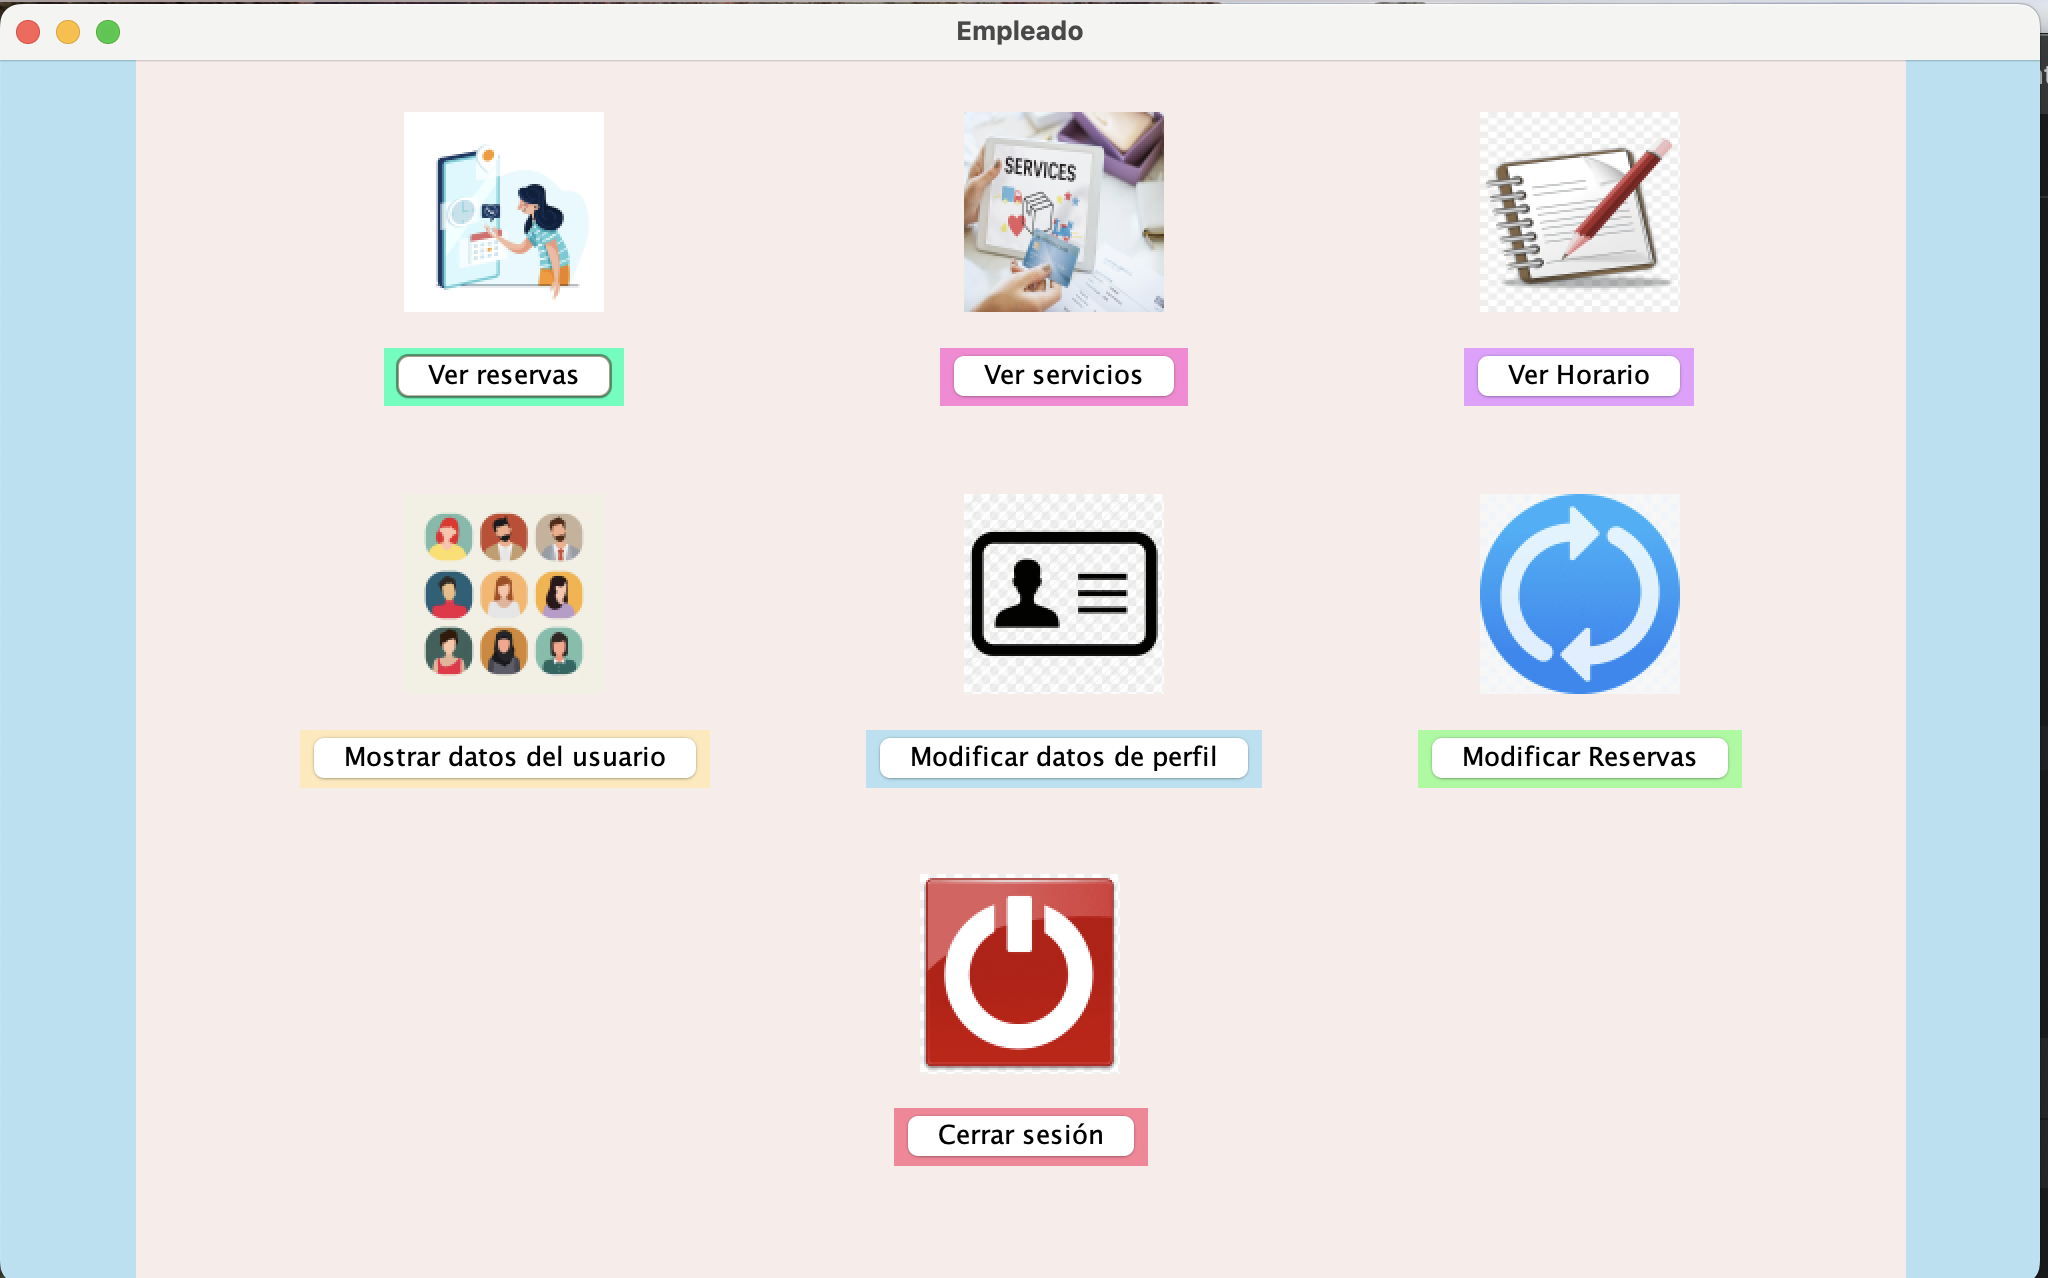 Empleado
SERVICES
Ver reservas
Ver servicios
Ver Horario
Mostrar datos del usuario
Modificar datos de perfil
Modificar Reservas
Cerrar sesión